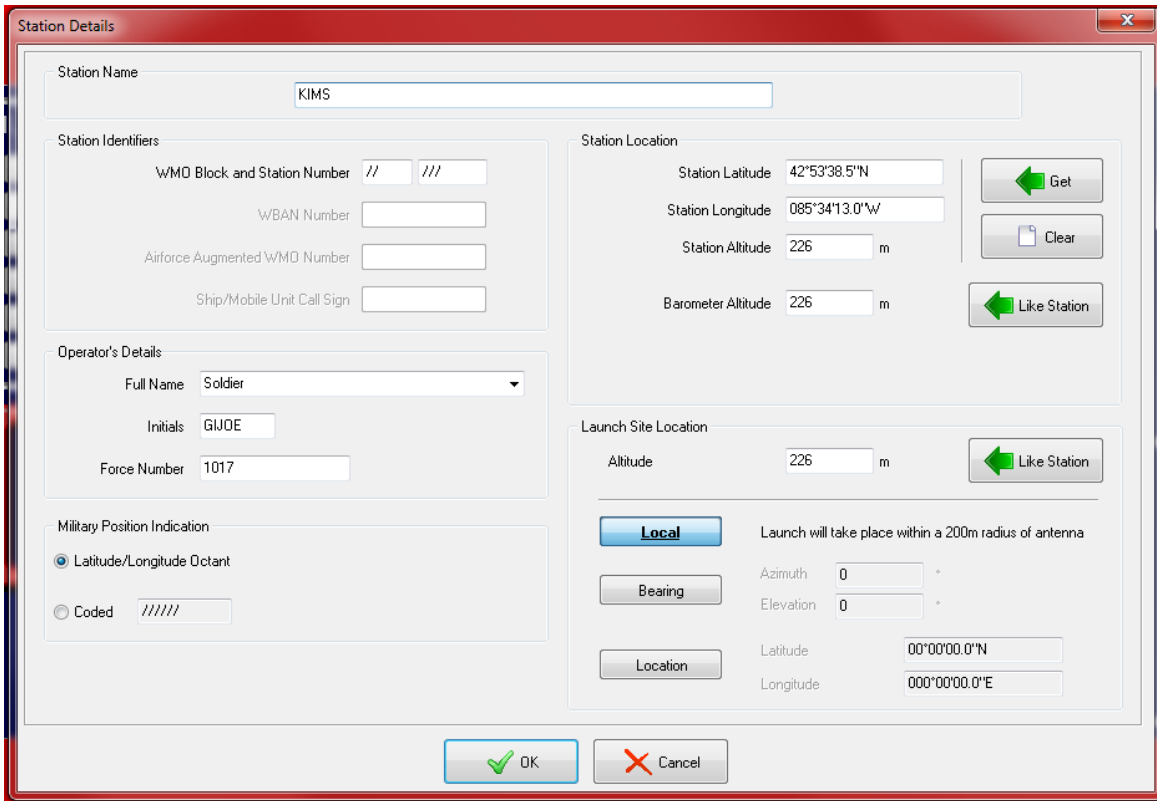 Station Details
Station Name
KIMS
Station Identifiers
WMO Block and Station Number // ///
WBAN Number
Airforce Augmented WMO Number
Ship/Mobile Unit Call Sign
Operator's Details
Full Name Soldier
Initials GIJOE
Force Number 1017
Military Position Indication
Latitude/Longitude Octant
Coded //////
Station Location
Station Latitude 42°53'38.5"N
Station Longitude 085°34'13.0"W
Station Altitude 226 m
Get
Clear
Barometer Altitude 226 m
Like Station
Launch Site Location
Altitude 226 m
Like Station
Local Launch will take place within a 200m radius of antenna
Bearing
Azimuth 0 °
Elevation 0 °
Location
Latitude 00°00'00.0"N
Longitude 000°00'00.0"E
OK
Cancel